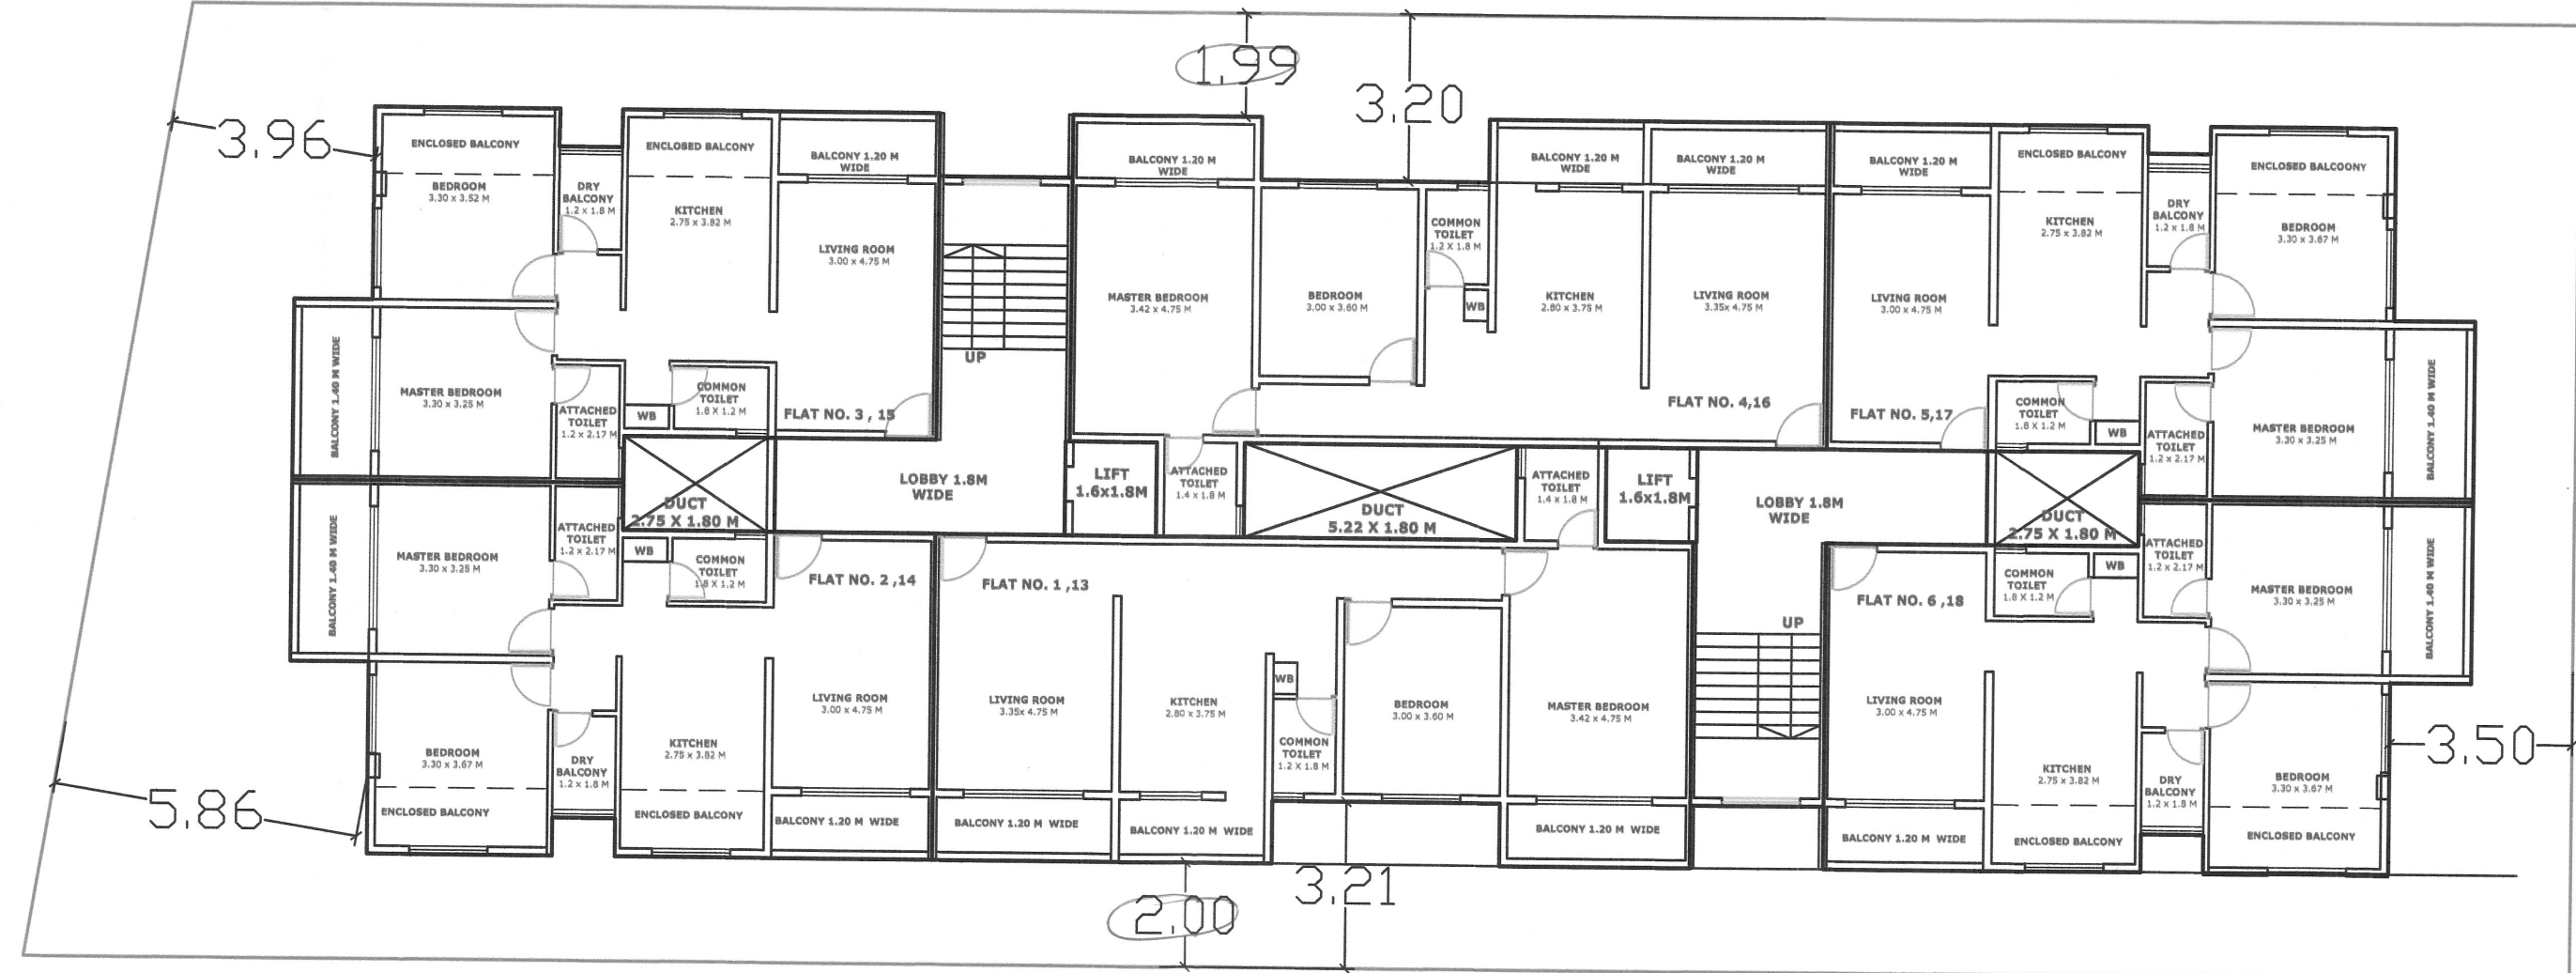 1.99
3.20
3.96
ENCLOSED BALCONY
BEDROOM
3.30 x 3.52 M
DRY
BALCONY
1.2 x 1.8 M
ENCLOSED BALCONY
KITCHEN
2.75 x 3.82 M
BALCONY 1.20 M
WIDE
LIVING ROOM
3.00 x 4.75 M
UP
BALCONY 1.20 M
WIDE
MASTER BEDROOM
3.42 x 4.75 M
BEDROOM
3.00 x 3.60 M
COMMON
TOILET
1.2 X 1.8 M
WB
BALCONY 1.20 M
WIDE
KITCHEN
2.80 x 3.75 M
BALCONY 1.20 M
WIDE
LIVING ROOM
3.35x 4.75 M
BALCONY 1.20 M
WIDE
LIVING ROOM
3.00 x 4.75 M
ENCLOSED BALCONY
KITCHEN
2.75 x 3.82 M
DRY
BALCONY
1.2 x 1.8 M
ENCLOSED BALCOONY
BEDROOM
3.30 x 3.67 M
BALCONY 1.40 M WIDE
MASTER BEDROOM
3.30 x 3.25 M
ATTACHED
TOILET
1.2 x 2.17 M
WB
COMMON
TOILET
1.8 X 1.2 M
FLAT NO. 3 , 15
FLAT NO. 4,16
FLAT NO. 5,17
COMMON
TOILET
1.8 X 1.2 M
WB
ATTACHED
TOILET
1.2 x 2.17 M
MASTER BEDROOM
3.30 x 3.25 M
BALCONY 1.40 M WIDE
DUCT
2.75 X 1.80 M
LOBBY 1.8M
WIDE
LIFT
1.6x1.8M
ATTACHED
TOILET
1.4 x 1.8 M
DUCT
5.22 X 1.80 M
ATTACHED
TOILET
1.4 x 1.8 M
LIFT
1.6x1.8M
LOBBY 1.8M
WIDE
DUCT
2.75 X 1.80 M
BALCONY 1.40 M WIDE
MASTER BEDROOM
3.30 x 3.25 M
ATTACHED
TOILET
1.2 x 2.17 M
WB
COMMON
TOILET
1.8 X 1.2 M
FLAT NO. 2 ,14
FLAT NO. 1 ,13
UP
FLAT NO. 6 ,18
COMMON
TOILET
1.8 X 1.2 M
WB
ATTACHED
TOILET
1.2 x 2.17 M
MASTER BEDROOM
3.30 x 3.25 M
BALCONY 1.40 M WIDE
BEDROOM
3.30 x 3.67 M
ENCLOSED BALCONY
DRY
BALCONY
1.2 x 1.8 M
KITCHEN
2.75 x 3.82 M
ENCLOSED BALCONY
LIVING ROOM
3.00 x 4.75 M
BALCONY 1.20 M WIDE
LIVING ROOM
3.35x 4.75 M
BALCONY 1.20 M WIDE
KITCHEN
2.80 x 3.75 M
BALCONY 1.20 M WIDE
WB
COMMON
TOILET
1.2 X 1.8 M
BEDROOM
3.00 x 3.60 M
MASTER BEDROOM
3.42 x 4.75 M
BALCONY 1.20 M WIDE
LIVING ROOM
3.00 x 4.75 M
BALCONY 1.20 M WIDE
KITCHEN
2.75 x 3.82 M
ENCLOSED BALCONY
DRY
BALCONY
1.2 x 1.8 M
BEDROOM
3.30 x 3.67 M
ENCLOSED BALCONY
3.50
5.86
3.21
2.00